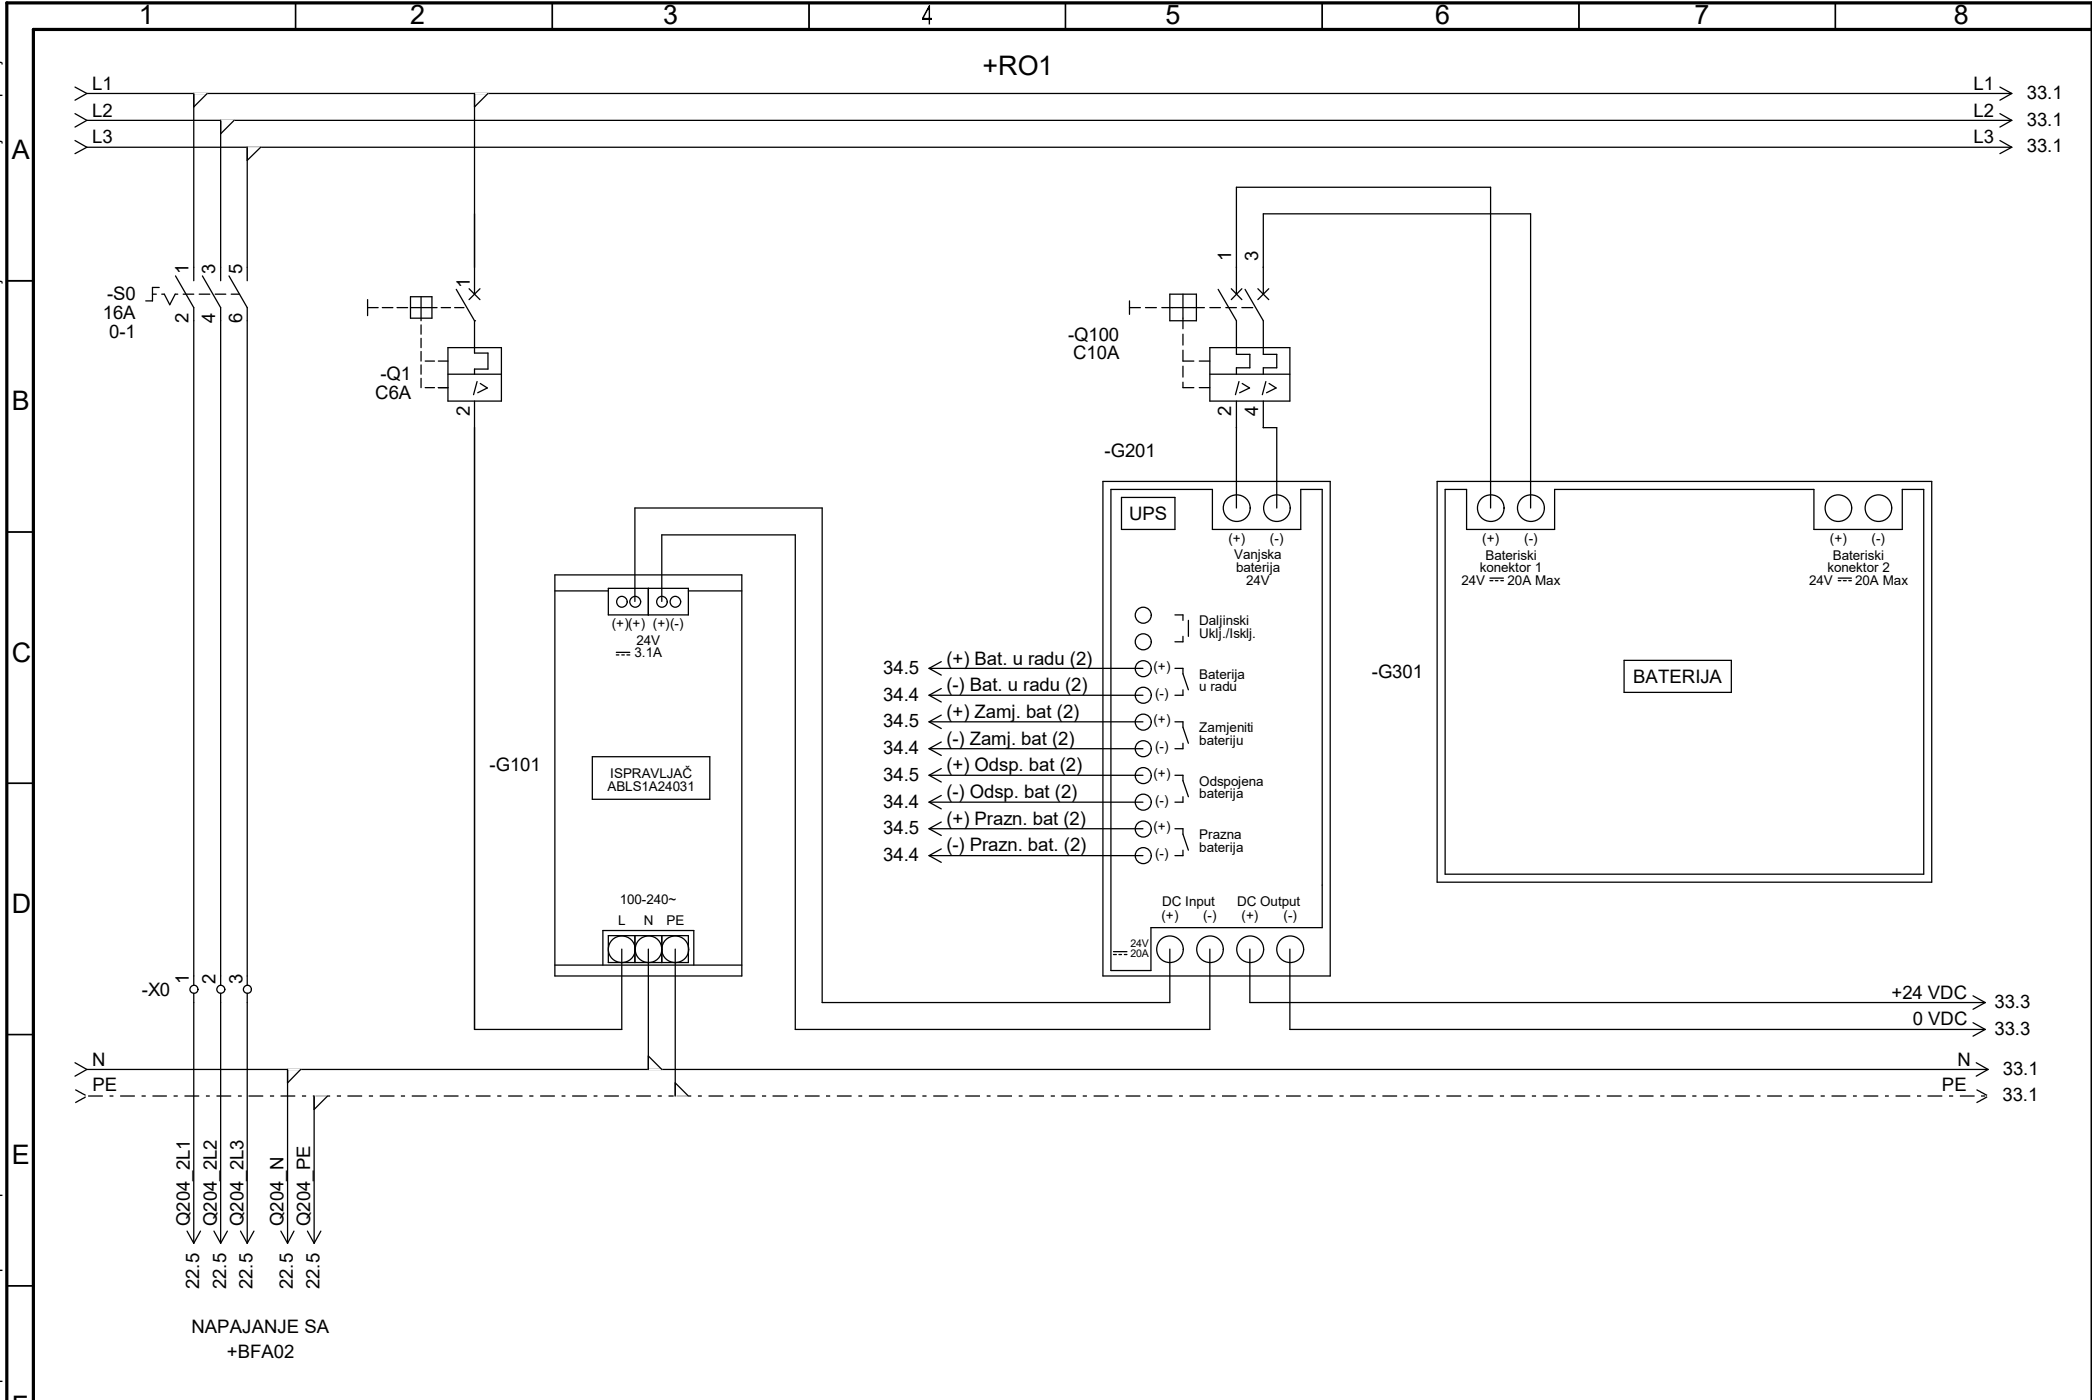 1 2 3 4 5 6 7 8
+RO1
L1 L1 33.1
L2 L2 33.1
L3 L3 33.1
A
B
C
D
E
1 3 5
-S0
16A
0-1
2 4 6
1
-Q1
C6A
2
1 3
-Q100
C10A
2 4
-G201
UPS
(+) (-)
Vanjska
baterija
24V
Daljinski
Uklj./Isklj.
34.5 (+) Bat. u radu (2) (+)
34.4 (-) Bat. u radu (2) (-)
Baterija
u radu
34.5 (+) Zamj. bat (2) (+)
34.4 (-) Zamj. bat (2) (-)
Zamjeniti
bateriju
34.5 (+) Odsp. bat (2) (+)
34.4 (-) Odsp. bat (2) (-)
Odspojena
baterija
34.5 (+) Prazn. bat (2) (+)
34.4 (-) Prazn. bat. (2) (-)
Prazna
baterija
DC Input DC Output
(+) (-) (+) (-)
24V
20A
(+) (-)
Bateriski
konektor 1
24V ⎓ 20A Max
(+) (-)
Bateriski
konektor 2
24V ⎓ 20A Max
-G301
BATERIJA
(+)(+) (+)(-)
24V
⎓ 3.1A
-G101
ISPRAVLJAČ
ABLS1A24031
100-240~
L N PE
-X0 1 2 3
+24 VDC 33.3
0 VDC 33.3
N N 33.1
PE PE 33.1
Q204_2L1
Q204_2L2
Q204_2L3
Q204_N
Q204_PE
22.5 22.5 22.5 22.5 22.5
NAPAJANJE SA
+BFA02